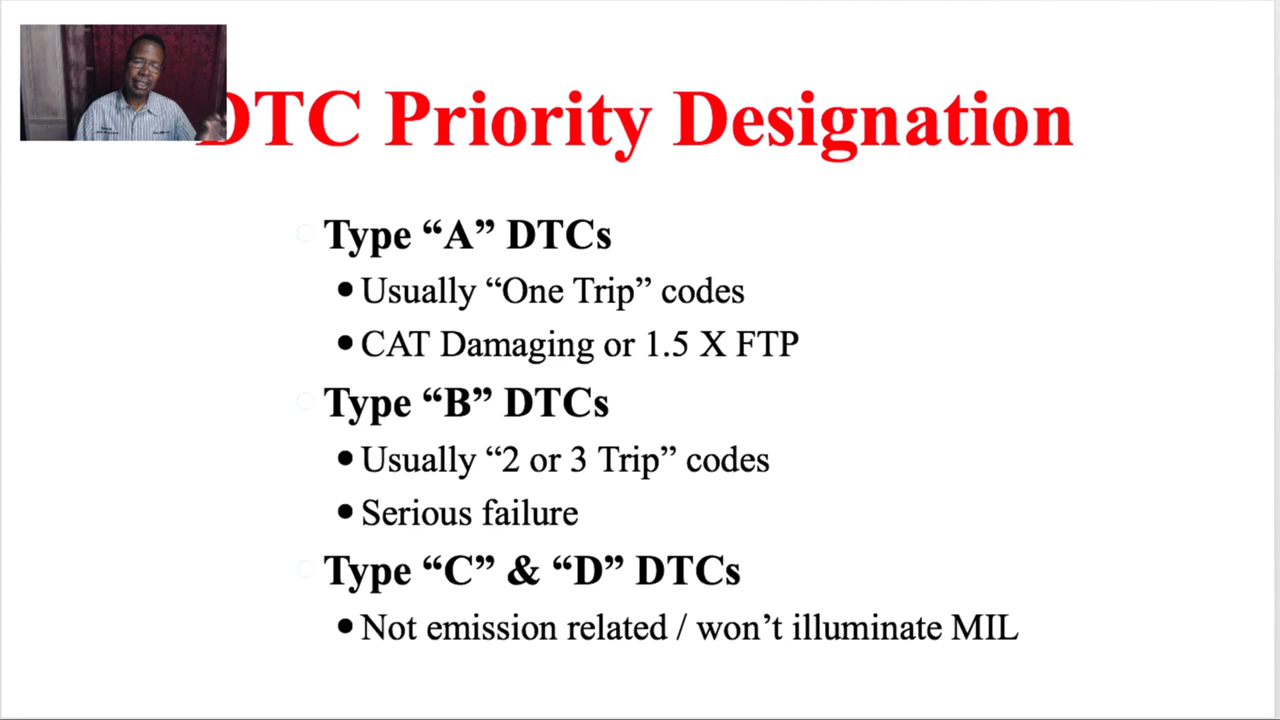 DTC Priority Designation
Type “A” DTCs
• Usually “One Trip” codes
• CAT Damaging or 1.5 X FTP
Type “B” DTCs
• Usually “2 or 3 Trip” codes
• Serious failure
Type “C” & “D” DTCs
• Not emission related / won’t illuminate MIL